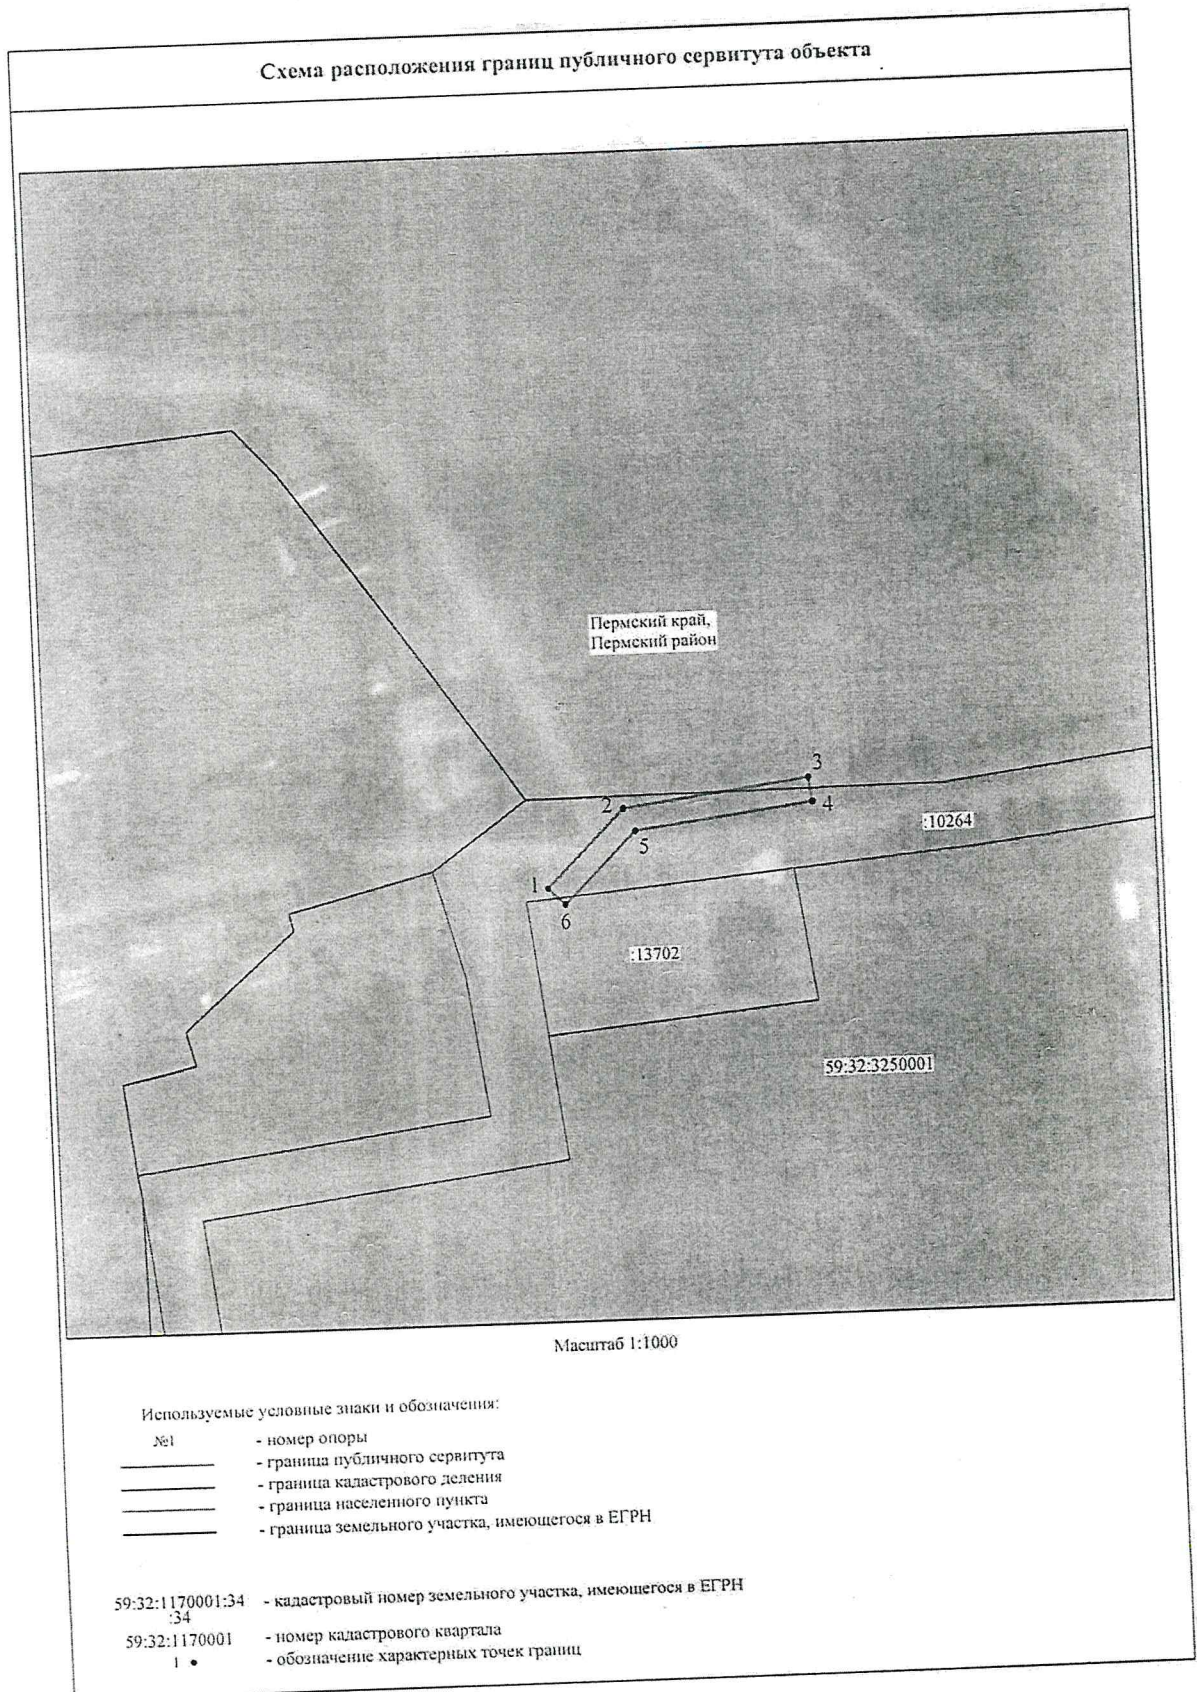 Схема расположения границ публичного сервитута объекта
Пермский край,
Пермский район
3
2
4
:10264
5
1
6
:13702
59:32:3250001
Масштаб 1:1000
Используемые условные знаки и обозначения:
№1 - номер опоры
- граница публичного сервитута
- граница кадастрового деления
- граница населенного пункта
- граница земельного участка, имеющегося в ЕГРН
59:32:1170001:34 - кадастровый номер земельного участка, имеющегося в ЕГРН
:34
59:32:1170001 - номер кадастрового квартала
1 - обозначение характерных точек границ